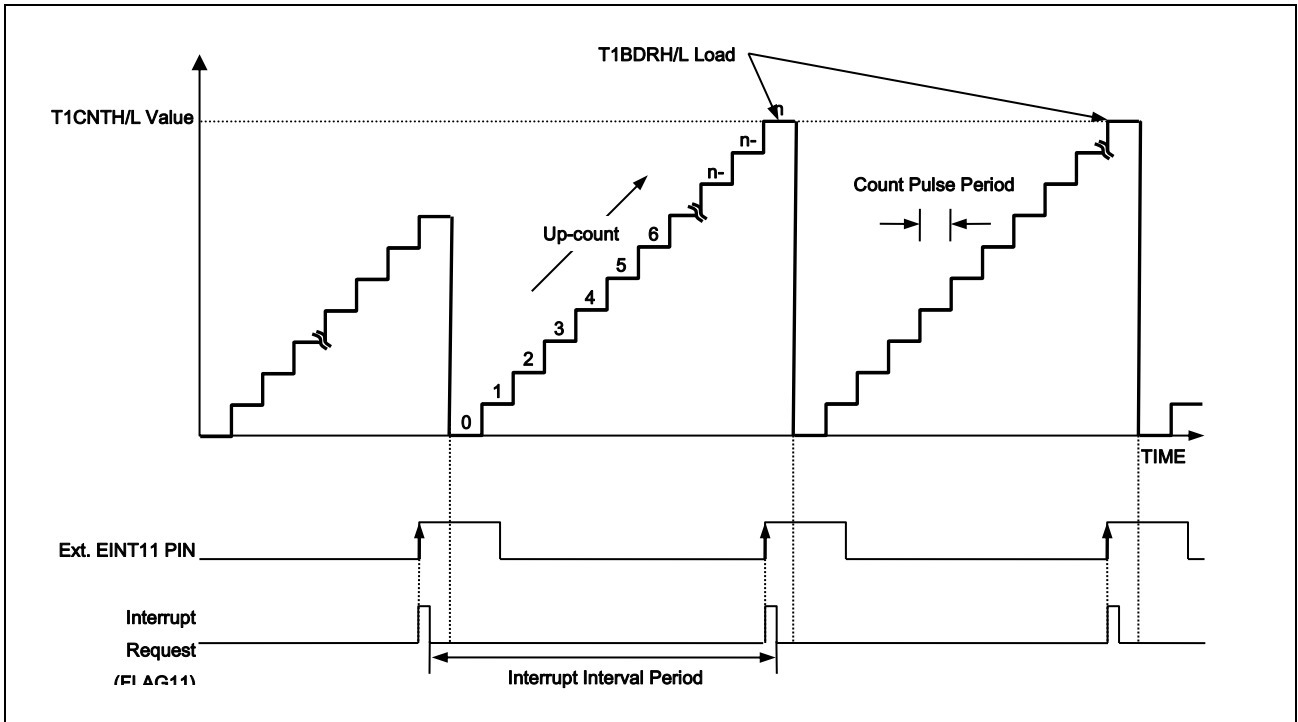 T1BDRH/L Load
T1CNTH/L Value
n
n-
n-
Count Pulse Period
Up-count
6
5
4
3
2
1
0
TIME
Ext. EINT11 PIN
Interrupt
Request
(FLAG11)
Interrupt Interval Period